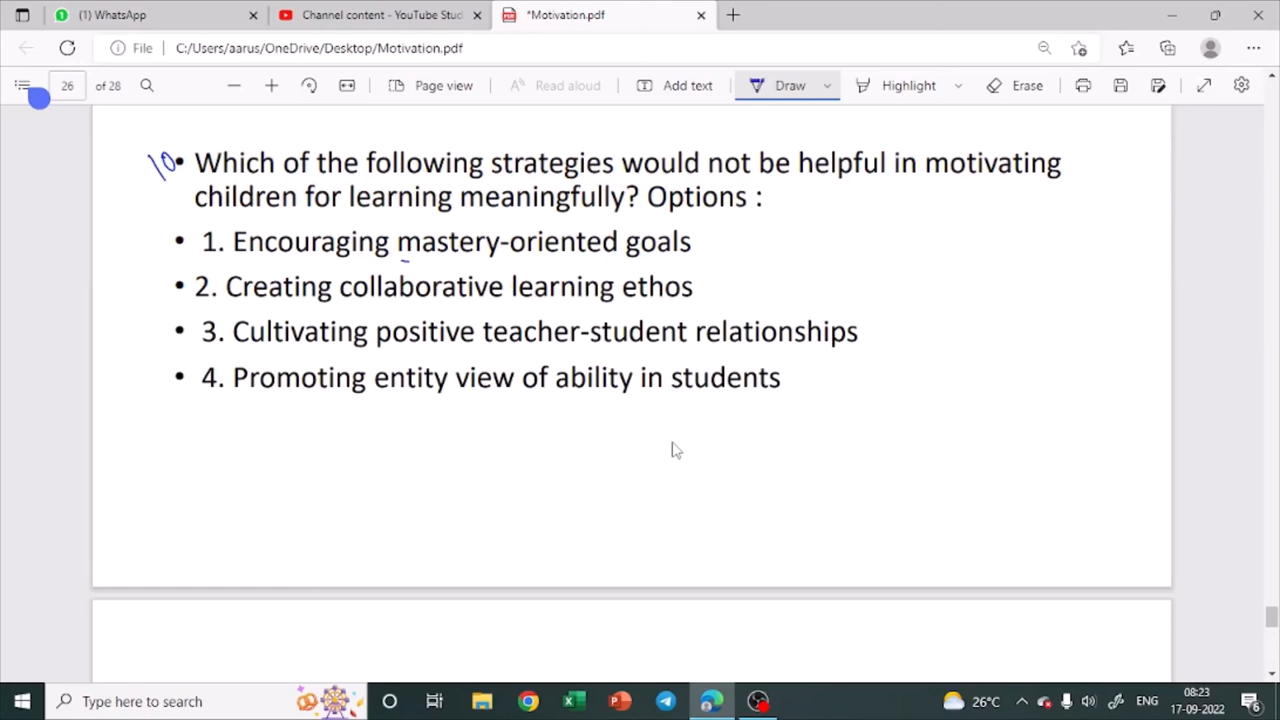 (1) WhatsApp
Channel content - YouTube Stud
*Motivation.pdf
File
C:/Users/aarus/OneDrive/Desktop/Motivation.pdf
26 of 28
Page view
Read aloud
Add text
Draw
Highlight
Erase
10 • Which of the following strategies would not be helpful in motivating
children for learning meaningfully? Options :
• 1. Encouraging mastery-oriented goals
• 2. Creating collaborative learning ethos
• 3. Cultivating positive teacher-student relationships
• 4. Promoting entity view of ability in students
Type here to search
26°C
ENG
08:23
17-09-2022
6